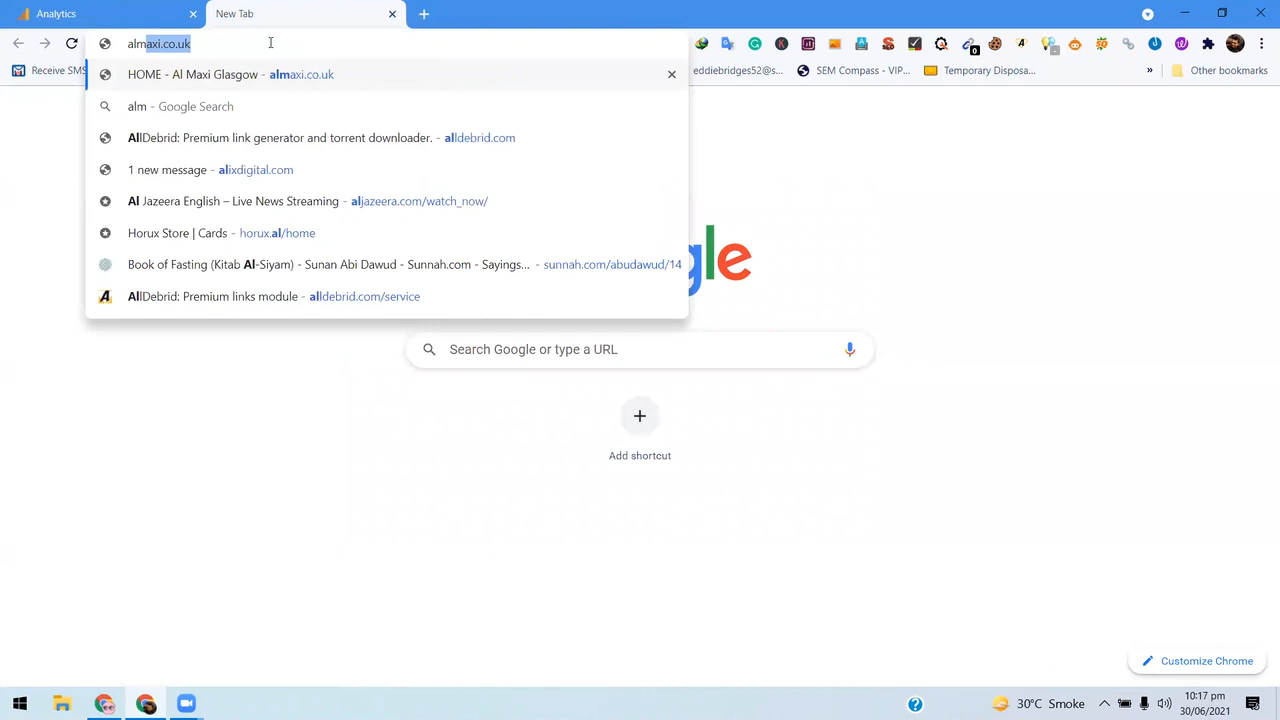 Analytics
New Tab
almaxi.co.uk
Receive SMS
eddiebridges52@s...
SEM Compass - VIP...
Temporary Disposa...
»
Other bookmarks
HOME - Al Maxi Glasgow - almaxi.co.uk
alm - Google Search
AllDebrid: Premium link generator and torrent downloader. - alldebrid.com
1 new message - alixdigital.com
Al Jazeera English – Live News Streaming - aljazeera.com/watch_now/
Horux Store | Cards - horux.al/home
Book of Fasting (Kitab Al-Siyam) - Sunan Abi Dawud - Sunnah.com - Sayings... - sunnah.com/abudawud/14
AllDebrid: Premium links module - alldebrid.com/service
gle
Search Google or type a URL
Add shortcut
Customize Chrome
30°C Smoke
10:17 pm
30/06/2021